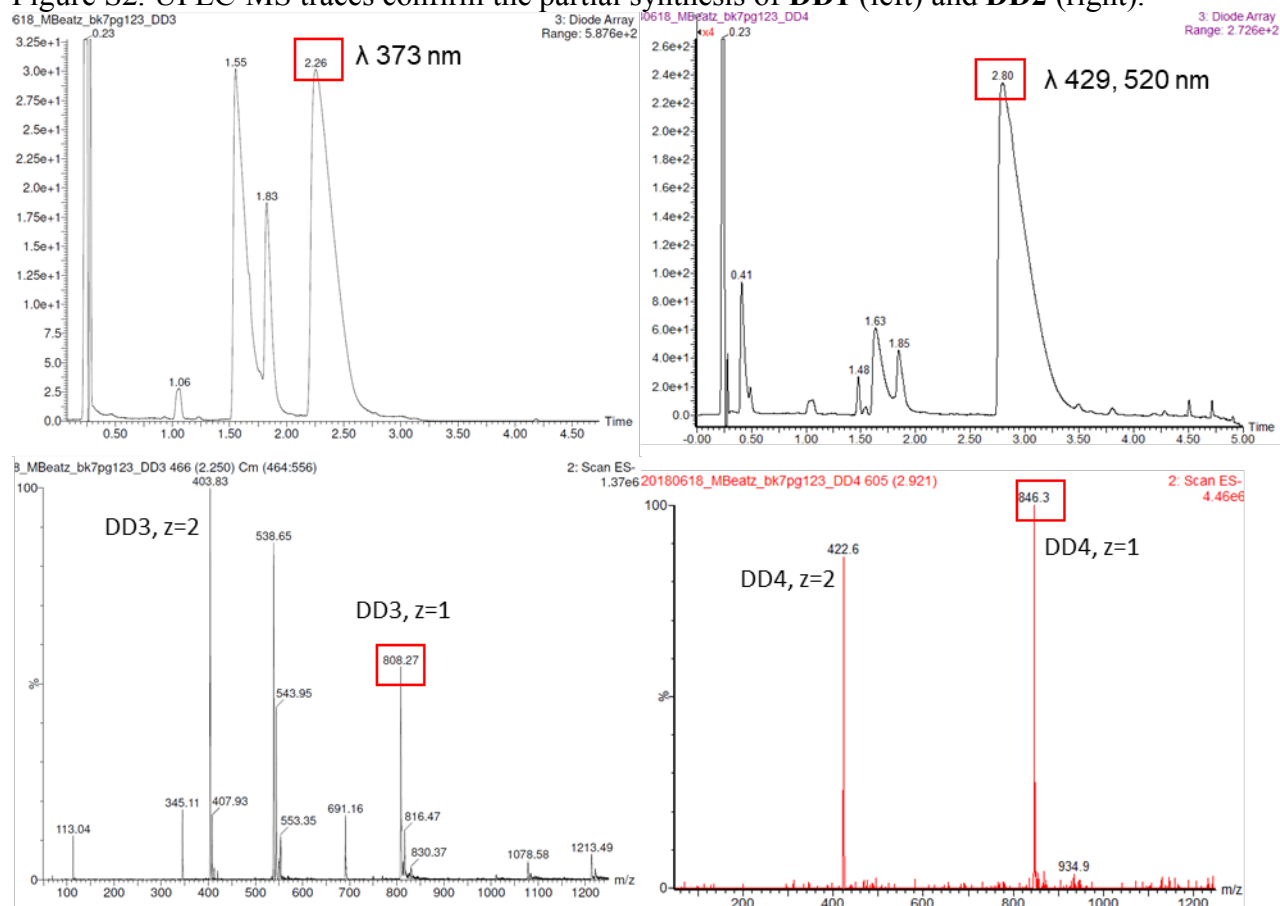 Figure S2. UPLC-MS traces confirm the partial synthesis of DD1 (left) and DD2 (right).
618_MBeatz_bk7pg123_DD3
3: Diode Array
Range: 5.876e+2
0.23
3.25e+1
3.0e+1
2.75e+1
2.5e+1
2.25e+1
2.0e+1
1.75e+1
1.5e+1
1.25e+1
1.0e+1
7.5
5.0
2.5
0.0
1.55
2.26
λ 373 nm
1.83
1.06
0.50 1.00 1.50 2.00 2.50 3.00 3.50 4.00 4.50
Time
0618_MBeatz_bk7pg123_DD4
3: Diode Array
Range: 2.726e+2
x4
0.23
2.6e+2
2.4e+2
2.2e+2
2.0e+2
1.8e+2
1.6e+2
1.4e+2
1.2e+2
1.0e+2
8.0e+1
6.0e+1
4.0e+1
2.0e+1
0.0
2.80
λ 429, 520 nm
0.41
1.63
1.85
1.48
-0.00 0.50 1.00 1.50 2.00 2.50 3.00 3.50 4.00 4.50 5.00
Time
8_MBeatz_bk7pg123_DD3 466 (2.250) Cm (464:556)
2: Scan ES-
1.37e6
100
%
0
403.83
DD3, z=2
538.65
DD3, z=1
808.27
543.95
345.11
407.93
553.35
691.16
816.47
830.37
113.04
1078.58
1213.49
100 200 300 400 500 600 700 800 900 1000 1100 1200
m/z
20180618_MBeatz_bk7pg123_DD4 605 (2.921)
2: Scan ES-
4.46e6
100
%
0
846.3
DD4, z=1
422.6
DD4, z=2
934.9
200 400 600 800 1000 1200
m/z